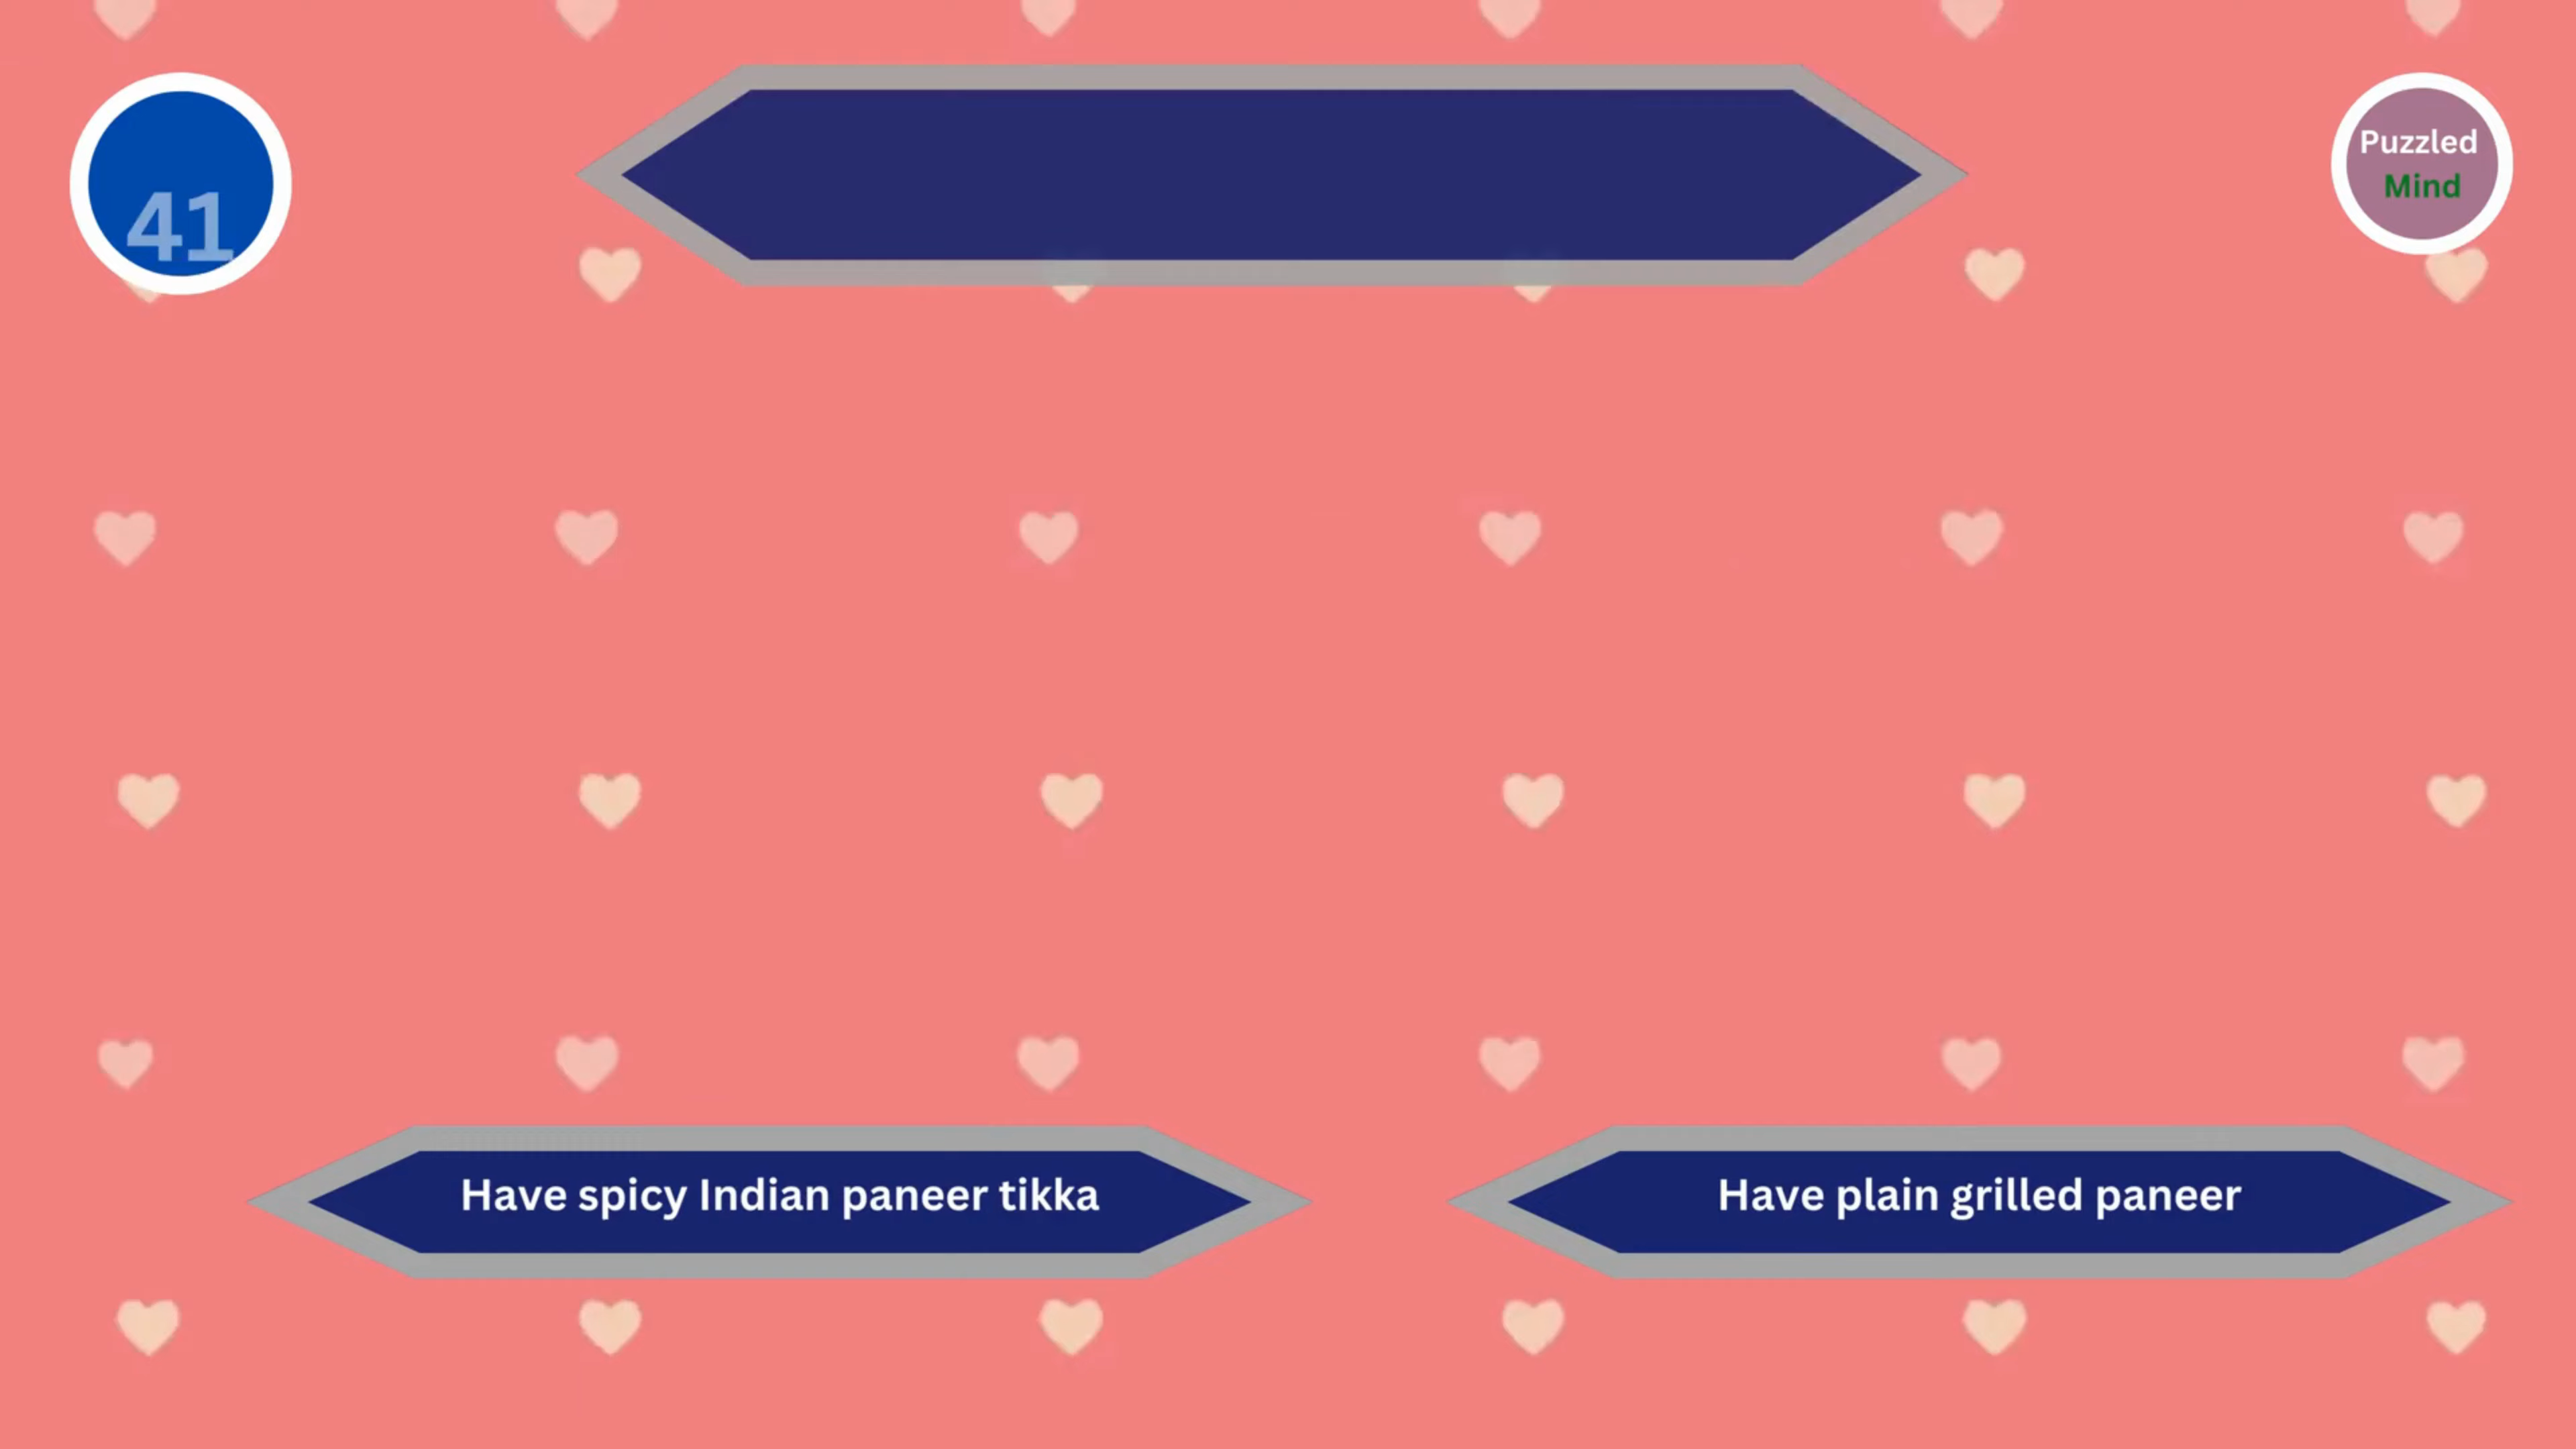 41
Puzzled
Mind
Have spicy Indian paneer tikka
Have plain grilled paneer